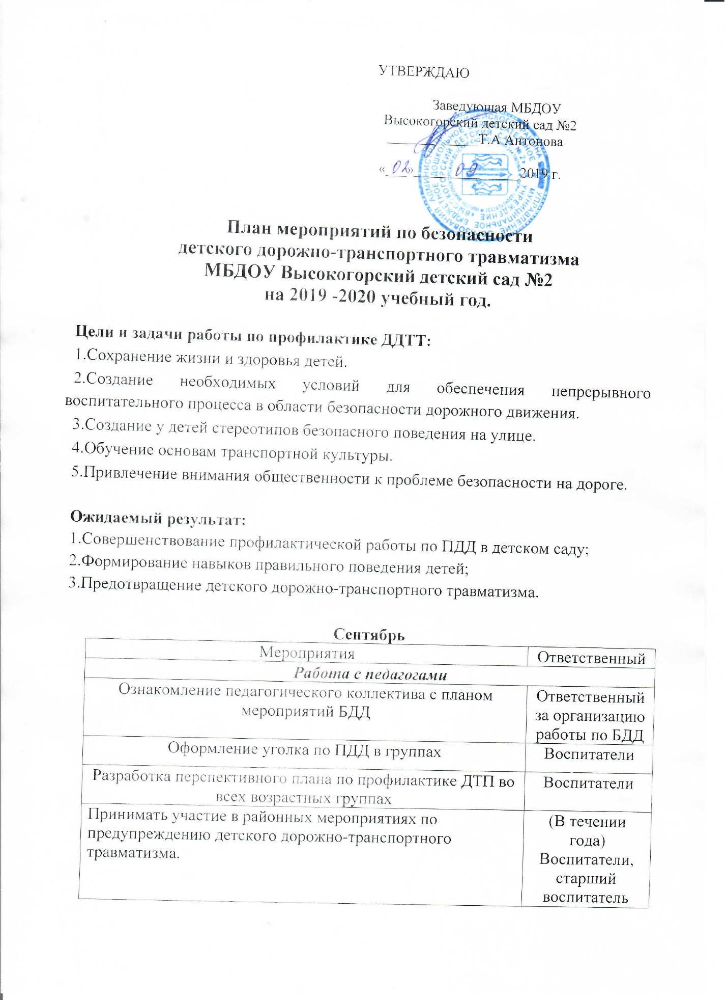 УТВЕРЖДАЮ
Заведующая МБДОУ
Высокогорский детский сад №2
_____________Т.А Антонова
«02» 09 2019 г.
План мероприятий по безопасности
детского дорожно-транспортного травматизма
МБДОУ Высокогорский детский сад №2
на 2019 -2020 учебный год.
Цели и задачи работы по профилактике ДДТТ:
1.Сохранение жизни и здоровья детей.
2.Создание необходимых условий для обеспечения непрерывного
воспитательного процесса в области безопасности дорожного движения.
3.Создание у детей стереотипов безопасного поведения на улице.
4.Обучение основам транспортной культуры.
5.Привлечение внимания общественности к проблеме безопасности на дороге.
Ожидаемый результат:
1.Совершенствование профилактической работы по ПДД в детском саду;
2.Формирование навыков правильного поведения детей;
3.Предотвращение детского дорожно-транспортного травматизма.
Сентябрь
Мероприятия Ответственный
Работа с педагогами
Ознакомление педагогического коллектива с планом
мероприятий БДД
Ответственный
за организацию
работы по БДД
Оформление уголка по ПДД в группах Воспитатели
Разработка перспективного плана по профилактике ДТП во
всех возрастных группах
Воспитатели
Принимать участие в районных мероприятиях по
предупреждению детского дорожно-транспортного
травматизма.
(В течении
года)
Воспитатели,
старший
воспитатель